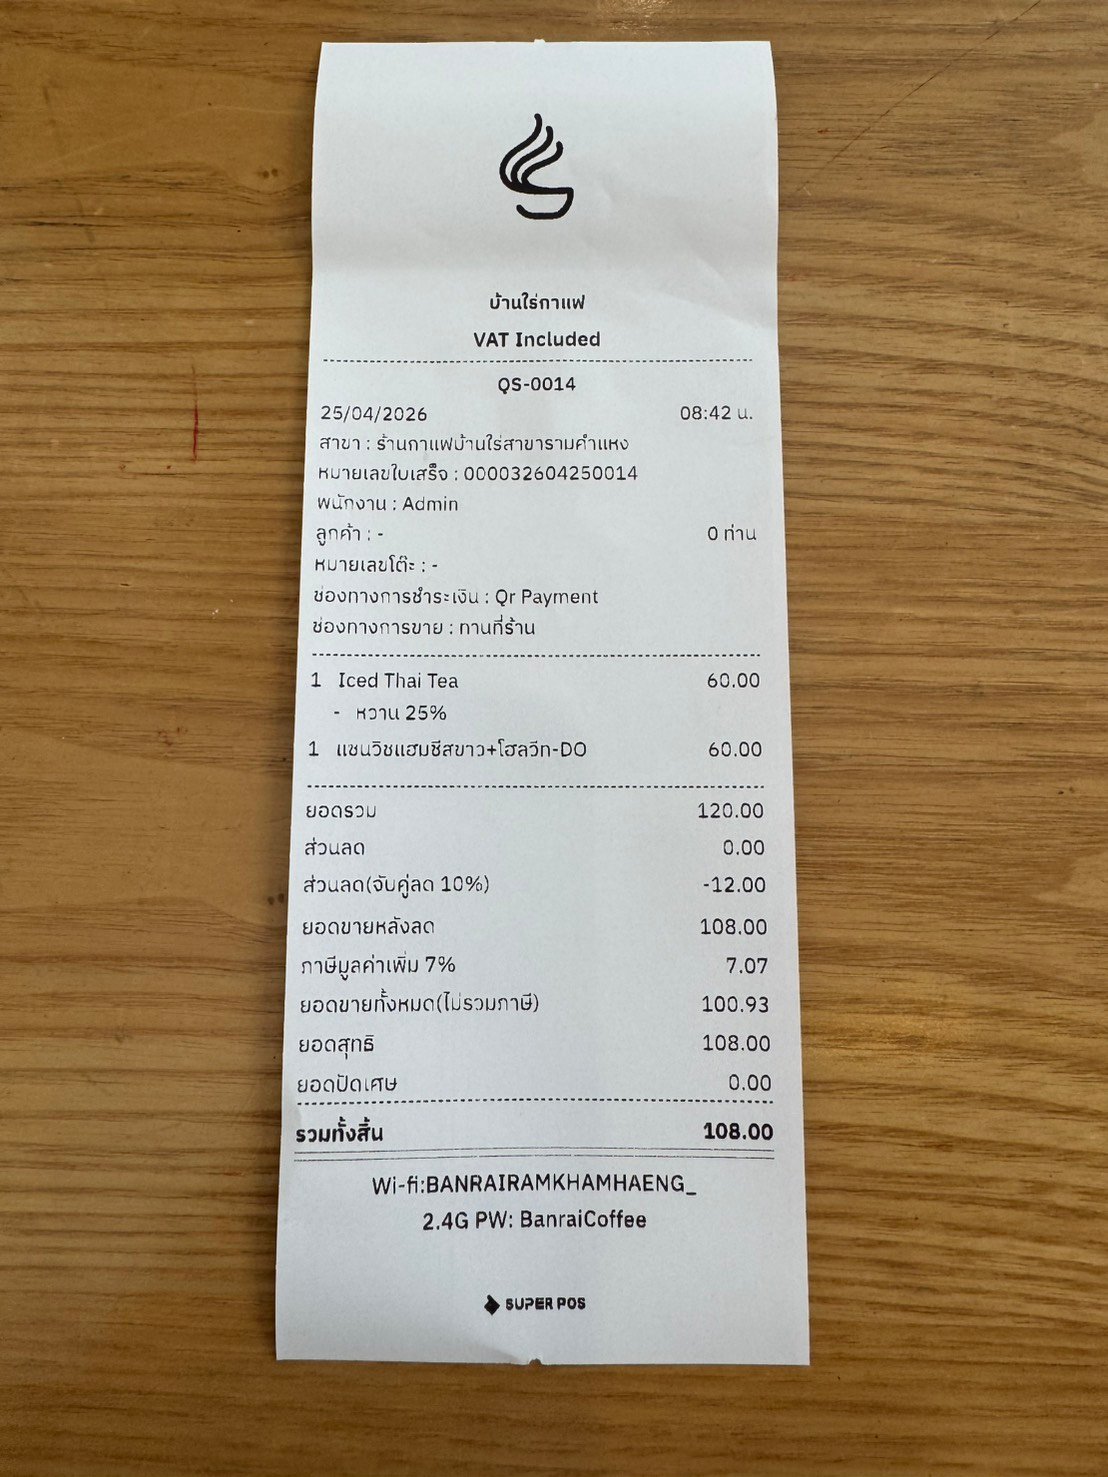 บ้านใร่กาแฟ
VAT Included
QS-0014
25/04/2026 08:42 น.
สาขา : ร้านกาแฟบ้านใร่สาขารามคำแหง
หมายเลขใบเสร็จ : 000032604250014
พนักงาน : Admin
ลูกค้า : - 0 ท่าน
หมายเลขโต๊ะ : -
ช่องทางการชำระเงิน : Qr Payment
ช่องทางการขาย : ทานที่ร้าน
1 Iced Thai Tea 60.00
- หวาน 25%
1 แซนวิชแฮมชีสขาว+โฮลวีท-DO 60.00
ยอดรวม 120.00
ส่วนลด 0.00
ส่วนลด(จับคู่ลด 10%) -12.00
ยอดขายหลังลด 108.00
ภาษีมูลค่าเพิ่ม 7% 7.07
ยอดขายทั้งหมด(ไม่รวมภาษี) 100.93
ยอดสุทธิ 108.00
ยอดปัดเศษ 0.00
รวมทั้งสิ้น 108.00
Wi-fi:BANRAIRAMKHAMHAENG_
2.4G PW: BanraiCoffee
SUPER POS